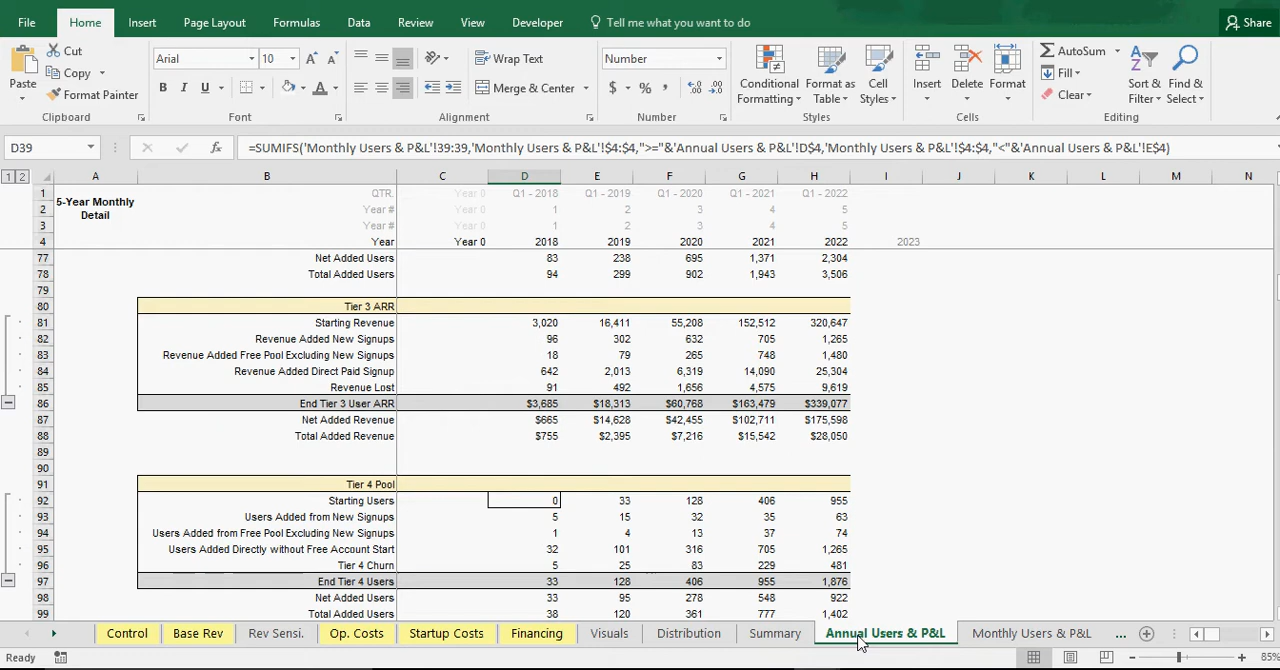 File Home Insert Page Layout Formulas Data Review View Developer Tell me what you want to do Share
Paste Cut Copy Format Painter Clipboard
Arial 10 A A B I U A Font
Wrap Text Merge & Center Alignment
Number $ % , Number
Conditional Formatting Format as Table Cell Styles Styles
Insert Delete Format Cells
AutoSum Fill Clear Sort & Filter Find & Select Editing
D39 fx =SUMIFS('Monthly Users & P&L'!39:39,'Monthly Users & P&L'!$4:$4,">="&'Annual Users & P&L'!D$4,'Monthly Users & P&L'!$4:$4,"<"&'Annual Users & P&L'!E$4)
1 2 A B C D E F G H I J K L M N
5-Year Monthly Detail
1 QTR. Year 0 Q1 - 2018 Q1 - 2019 Q1 - 2020 Q1 - 2021 Q1 - 2022
2 Year # Year 0 1 2 3 4 5
3 Year # Year 0 1 2 3 4 5
4 Year Year 0 2018 2019 2020 2021 2022 2023
77 Net Added Users 83 238 695 1,371 2,304
78 Total Added Users 94 299 902 1,943 3,506
79
80 Tier 3 ARR
81 Starting Revenue 3,020 16,411 55,208 152,512 320,647
82 Revenue Added New Signups 96 302 632 705 1,265
83 Revenue Added Free Pool Excluding New Signups 18 79 265 748 1,480
84 Revenue Added Direct Paid Signup 642 2,013 6,319 14,090 25,304
85 Revenue Lost 91 492 1,656 4,575 9,619
86 End Tier 3 User ARR $3,685 $18,313 $60,768 $163,479 $339,077
87 Net Added Revenue $665 $14,628 $42,455 $102,711 $175,598
88 Total Added Revenue $755 $2,395 $7,216 $15,542 $28,050
89
90
91 Tier 4 Pool
92 Starting Users 0 33 128 406 955
93 Users Added from New Signups 5 15 32 35 63
94 Users Added from Free Pool Excluding New Signups 1 4 13 37 74
95 Users Added Directly without Free Account Start 32 101 316 705 1,265
96 Tier 4 Churn 5 25 83 229 481
97 End Tier 4 Users 33 128 406 955 1,876
98 Net Added Users 33 95 278 548 922
99 Total Added Users 38 120 361 777 1,402
Control Base Rev Rev Sensi. Op. Costs Startup Costs Financing Visuals Distribution Summary Annual Users & P&L Monthly Users & P&L ...
Ready 85%